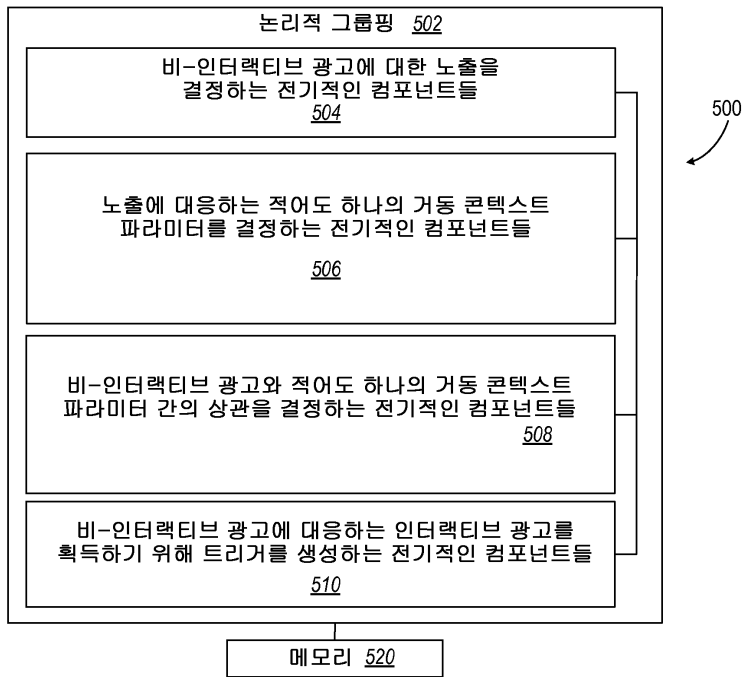 논리적 그룹핑 502
비-인터랙티브 광고에 대한 노출을
결정하는 전기적인 컴포넌트들
504
500
노출에 대응하는 적어도 하나의 거동 콘텍스트
파라미터를 결정하는 전기적인 컴포넌트들
506
비-인터랙티브 광고와 적어도 하나의 거동 콘텍스트
파라미터 간의 상관을 결정하는 전기적인 컴포넌트들
508
비-인터랙티브 광고에 대응하는 인터랙티브 광고를
획득하기 위해 트리거를 생성하는 전기적인 컴포넌트들
510
메모리 520